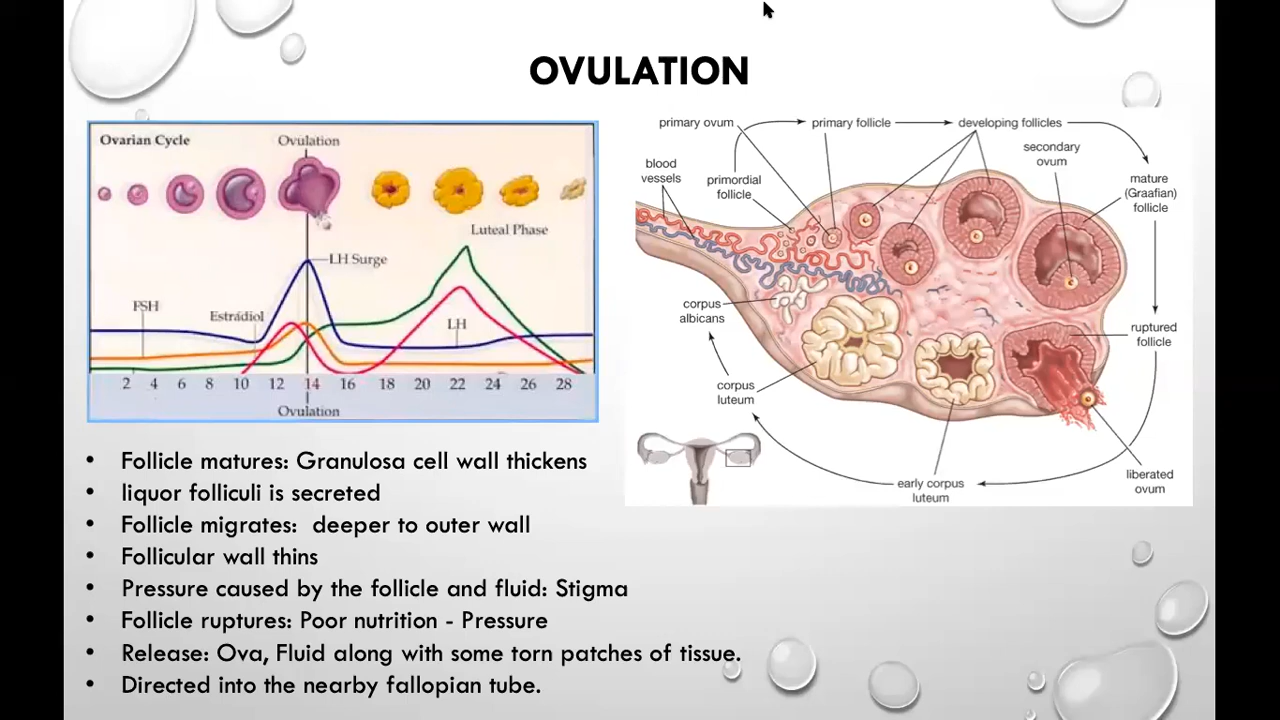 OVULATION
Ovarian Cycle
Ovulation
Luteal Phase
LH Surge
FSH
Estradiol
LH
2 4 6 8 10 12 14 16 18 20 22 24 26 28
Ovulation
primary ovum
primary follicle
developing follicles
secondary
ovum
blood
vessels
primordial
follicle
mature
(Graafian)
follicle
corpus
albicans
ruptured
follicle
corpus
luteum
early corpus
luteum
liberated
ovum
• Follicle matures: Granulosa cell wall thickens
• liquor folliculi is secreted
• Follicle migrates: deeper to outer wall
• Follicular wall thins
• Pressure caused by the follicle and fluid: Stigma
• Follicle ruptures: Poor nutrition - Pressure
• Release: Ova, Fluid along with some torn patches of tissue.
• Directed into the nearby fallopian tube.